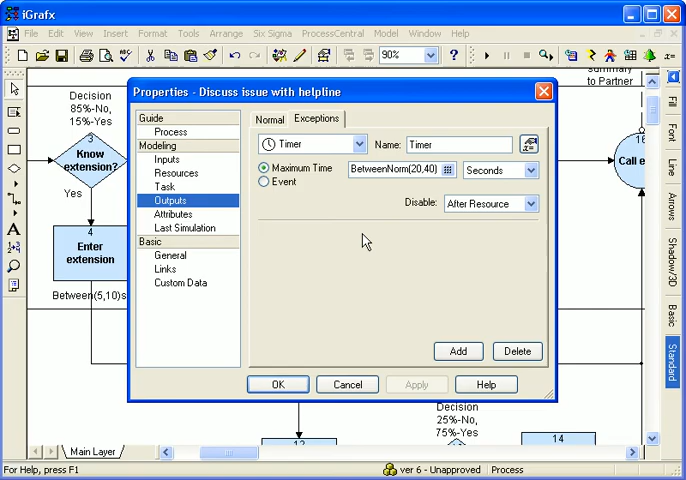 iGrafx
File Edit View Insert Format Tools Arrange Six Sigma ProcessCentral Model Window Help
90%
Properties - Discuss issue with helpline
Guide
Process
Modeling
Inputs
Resources
Task
Outputs
Attributes
Last Simulation
Basic
General
Links
Custom Data
Normal Exceptions
Timer Name: Timer
Maximum Time BetweenNorm(20,40) Seconds
Event
Disable: After Resource
Add Delete
OK Cancel Apply Help
Decision
85%-No,
15%-Yes
3
Know
extension?
Yes
4
Enter
extension
Between(5,10)s
summary
to Partner
16
Call e
Decision
25%-No,
75%-Yes
12
14
Fill
Font
Line
Arrows
Shadow/3D
Basic
Standard
Main Layer
For Help, press F1 ver 6 - Unapproved Process